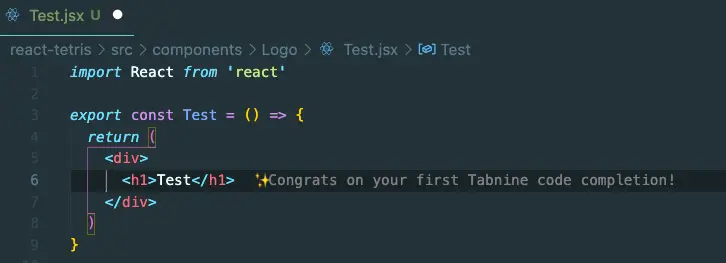 Test.jsx U
react-tetris > src > components > Logo > Test.jsx > Test
1 import React from 'react'
2
3 export const Test = () => {
4 return (
5 <div>
6 <h1>Test</h1> ✨Congrats on your first Tabnine code completion!
7 </div>
8 )
9 }